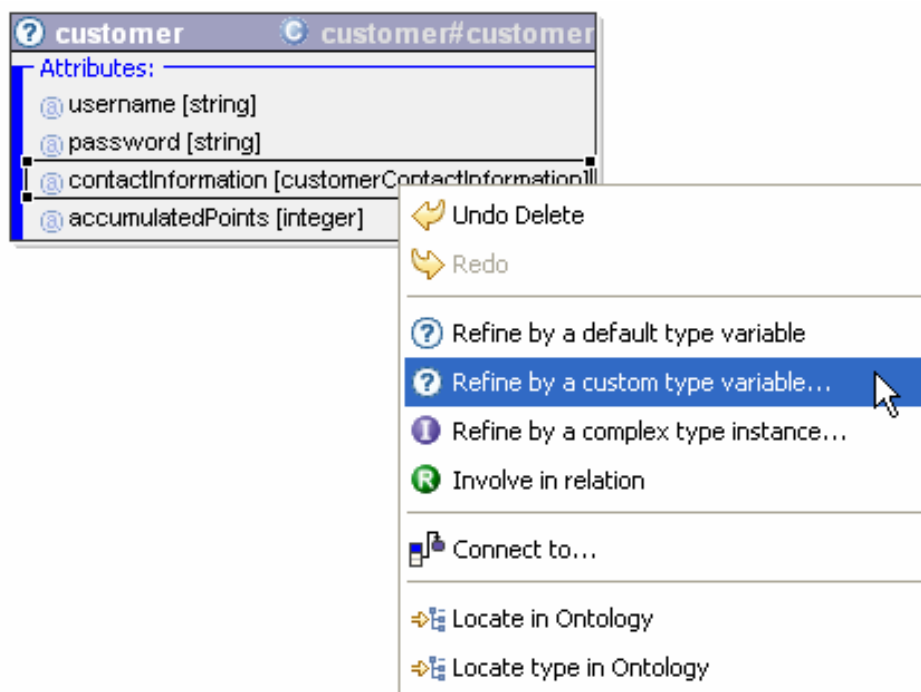 ? customer C customer#customer
Attributes:
@ username [string]
@ password [string]
@ contactInformation [customerContactInformation]
@ accumulatedPoints [integer]
Undo Delete
Redo
? Refine by a default type variable
? Refine by a custom type variable...
I Refine by a complex type instance...
R Involve in relation
Connect to...
Locate in Ontology
Locate type in Ontology